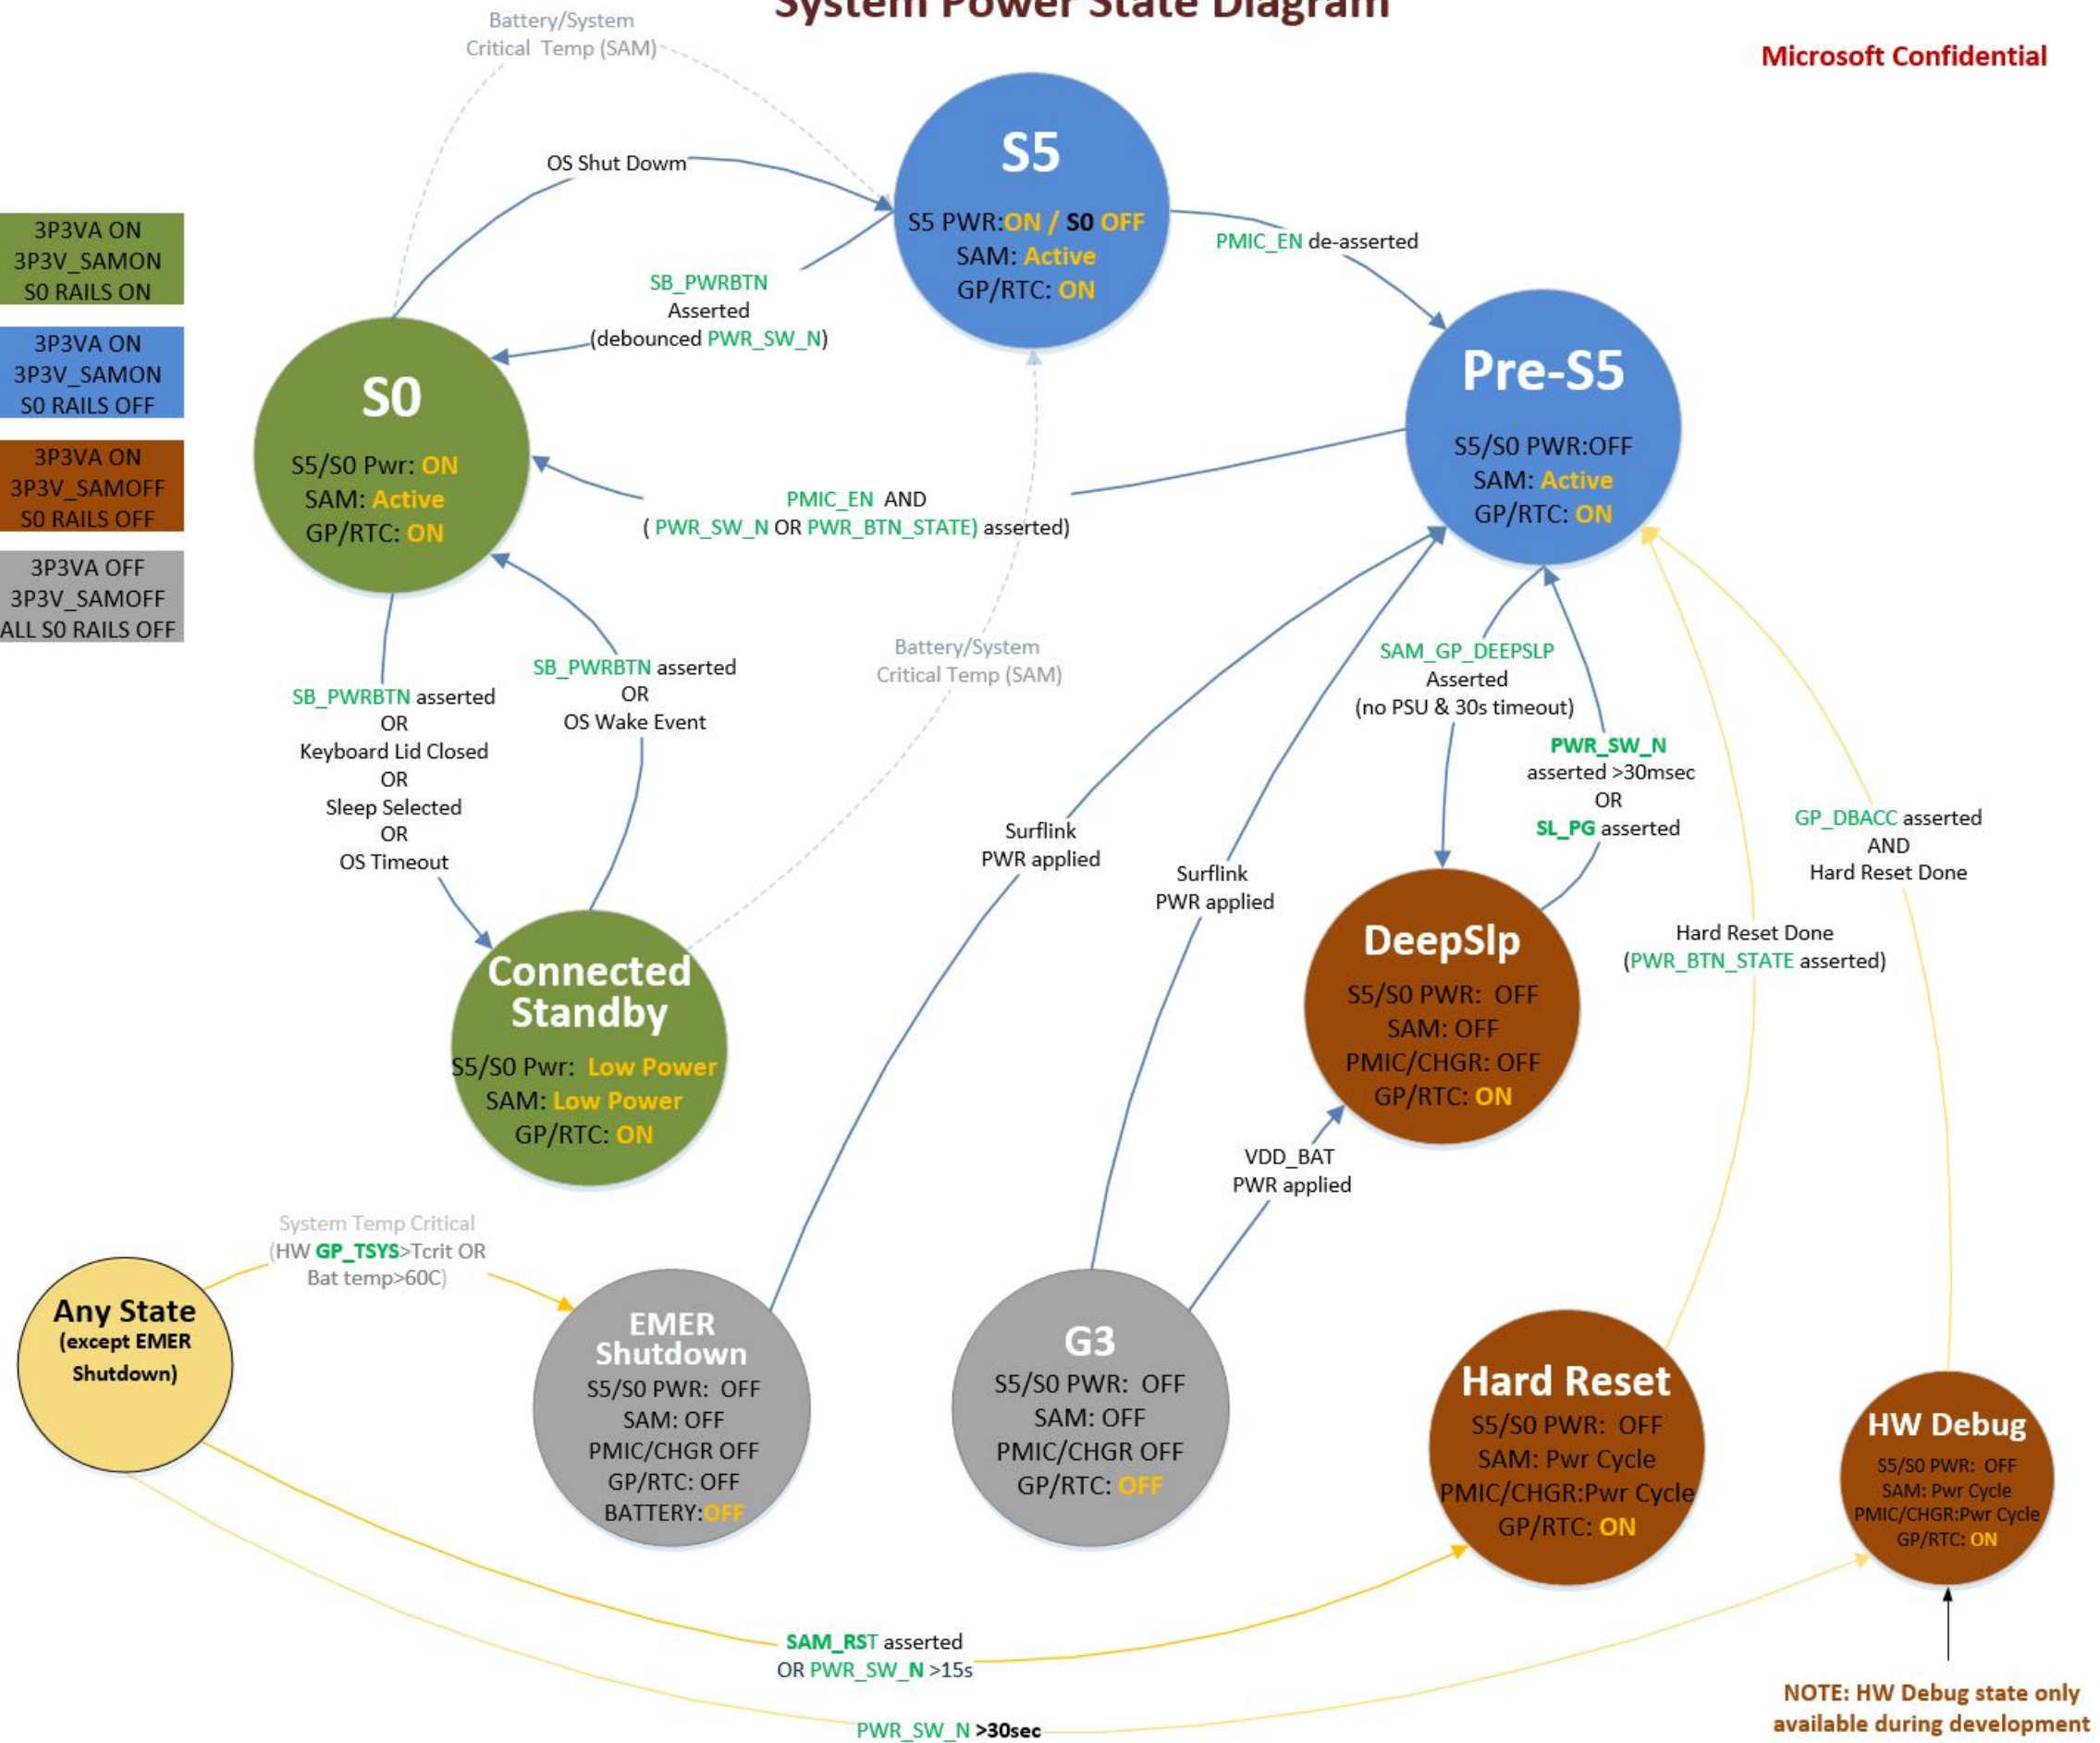 System Power State Diagram
Microsoft Confidential
Battery/System
Critical Temp (SAM)
OS Shut Dowm
S5
S5 PWR:ON / S0 OFF
SAM: Active
GP/RTC: ON
PMIC_EN de-asserted
3P3VA ON
3P3V_SAMON
S0 RAILS ON
3P3VA ON
3P3V_SAMON
S0 RAILS OFF
3P3VA ON
3P3V_SAMOFF
S0 RAILS OFF
3P3VA OFF
3P3V_SAMOFF
ALL S0 RAILS OFF
SB_PWRBTN
Asserted
(debounced PWR_SW_N)
S0
S5/S0 Pwr: ON
SAM: Active
GP/RTC: ON
Pre-S5
S5/S0 PWR:OFF
SAM: Active
GP/RTC: ON
PMIC_EN AND
( PWR_SW_N OR PWR_BTN_STATE) asserted)
SB_PWRBTN asserted
OR
Keyboard Lid Closed
OR
Sleep Selected
OR
OS Timeout
SB_PWRBTN asserted
OR
OS Wake Event
Battery/System
Critical Temp (SAM)
SAM_GP_DEEPSLP
Asserted
(no PSU & 30s timeout)
PWR_SW_N
asserted >30msec
OR
SL_PG asserted
GP_DBACC asserted
AND
Hard Reset Done
Surflink
PWR applied
Surflink
PWR applied
Hard Reset Done
(PWR_BTN_STATE asserted)
Connected
Standby
S5/S0 Pwr: Low Power
SAM: Low Power
GP/RTC: ON
DeepSlp
S5/S0 PWR: OFF
SAM: OFF
PMIC/CHGR: OFF
GP/RTC: ON
VDD_BAT
PWR applied
System Temp Critical
(HW GP_TSYS>Tcrit OR
Bat temp>60C)
Any State
(except EMER
Shutdown)
EMER
Shutdown
S5/S0 PWR: OFF
SAM: OFF
PMIC/CHGR OFF
GP/RTC: OFF
BATTERY:OFF
G3
S5/S0 PWR: OFF
SAM: OFF
PMIC/CHGR OFF
GP/RTC: OFF
Hard Reset
S5/S0 PWR: OFF
SAM: Pwr Cycle
PMIC/CHGR:Pwr Cycle
GP/RTC: ON
HW Debug
S5/S0 PWR: OFF
SAM: Pwr Cycle
PMIC/CHGR:Pwr Cycle
GP/RTC: ON
SAM_RST asserted
OR PWR_SW_N >15s
PWR_SW_N >30sec
NOTE: HW Debug state only
available during development